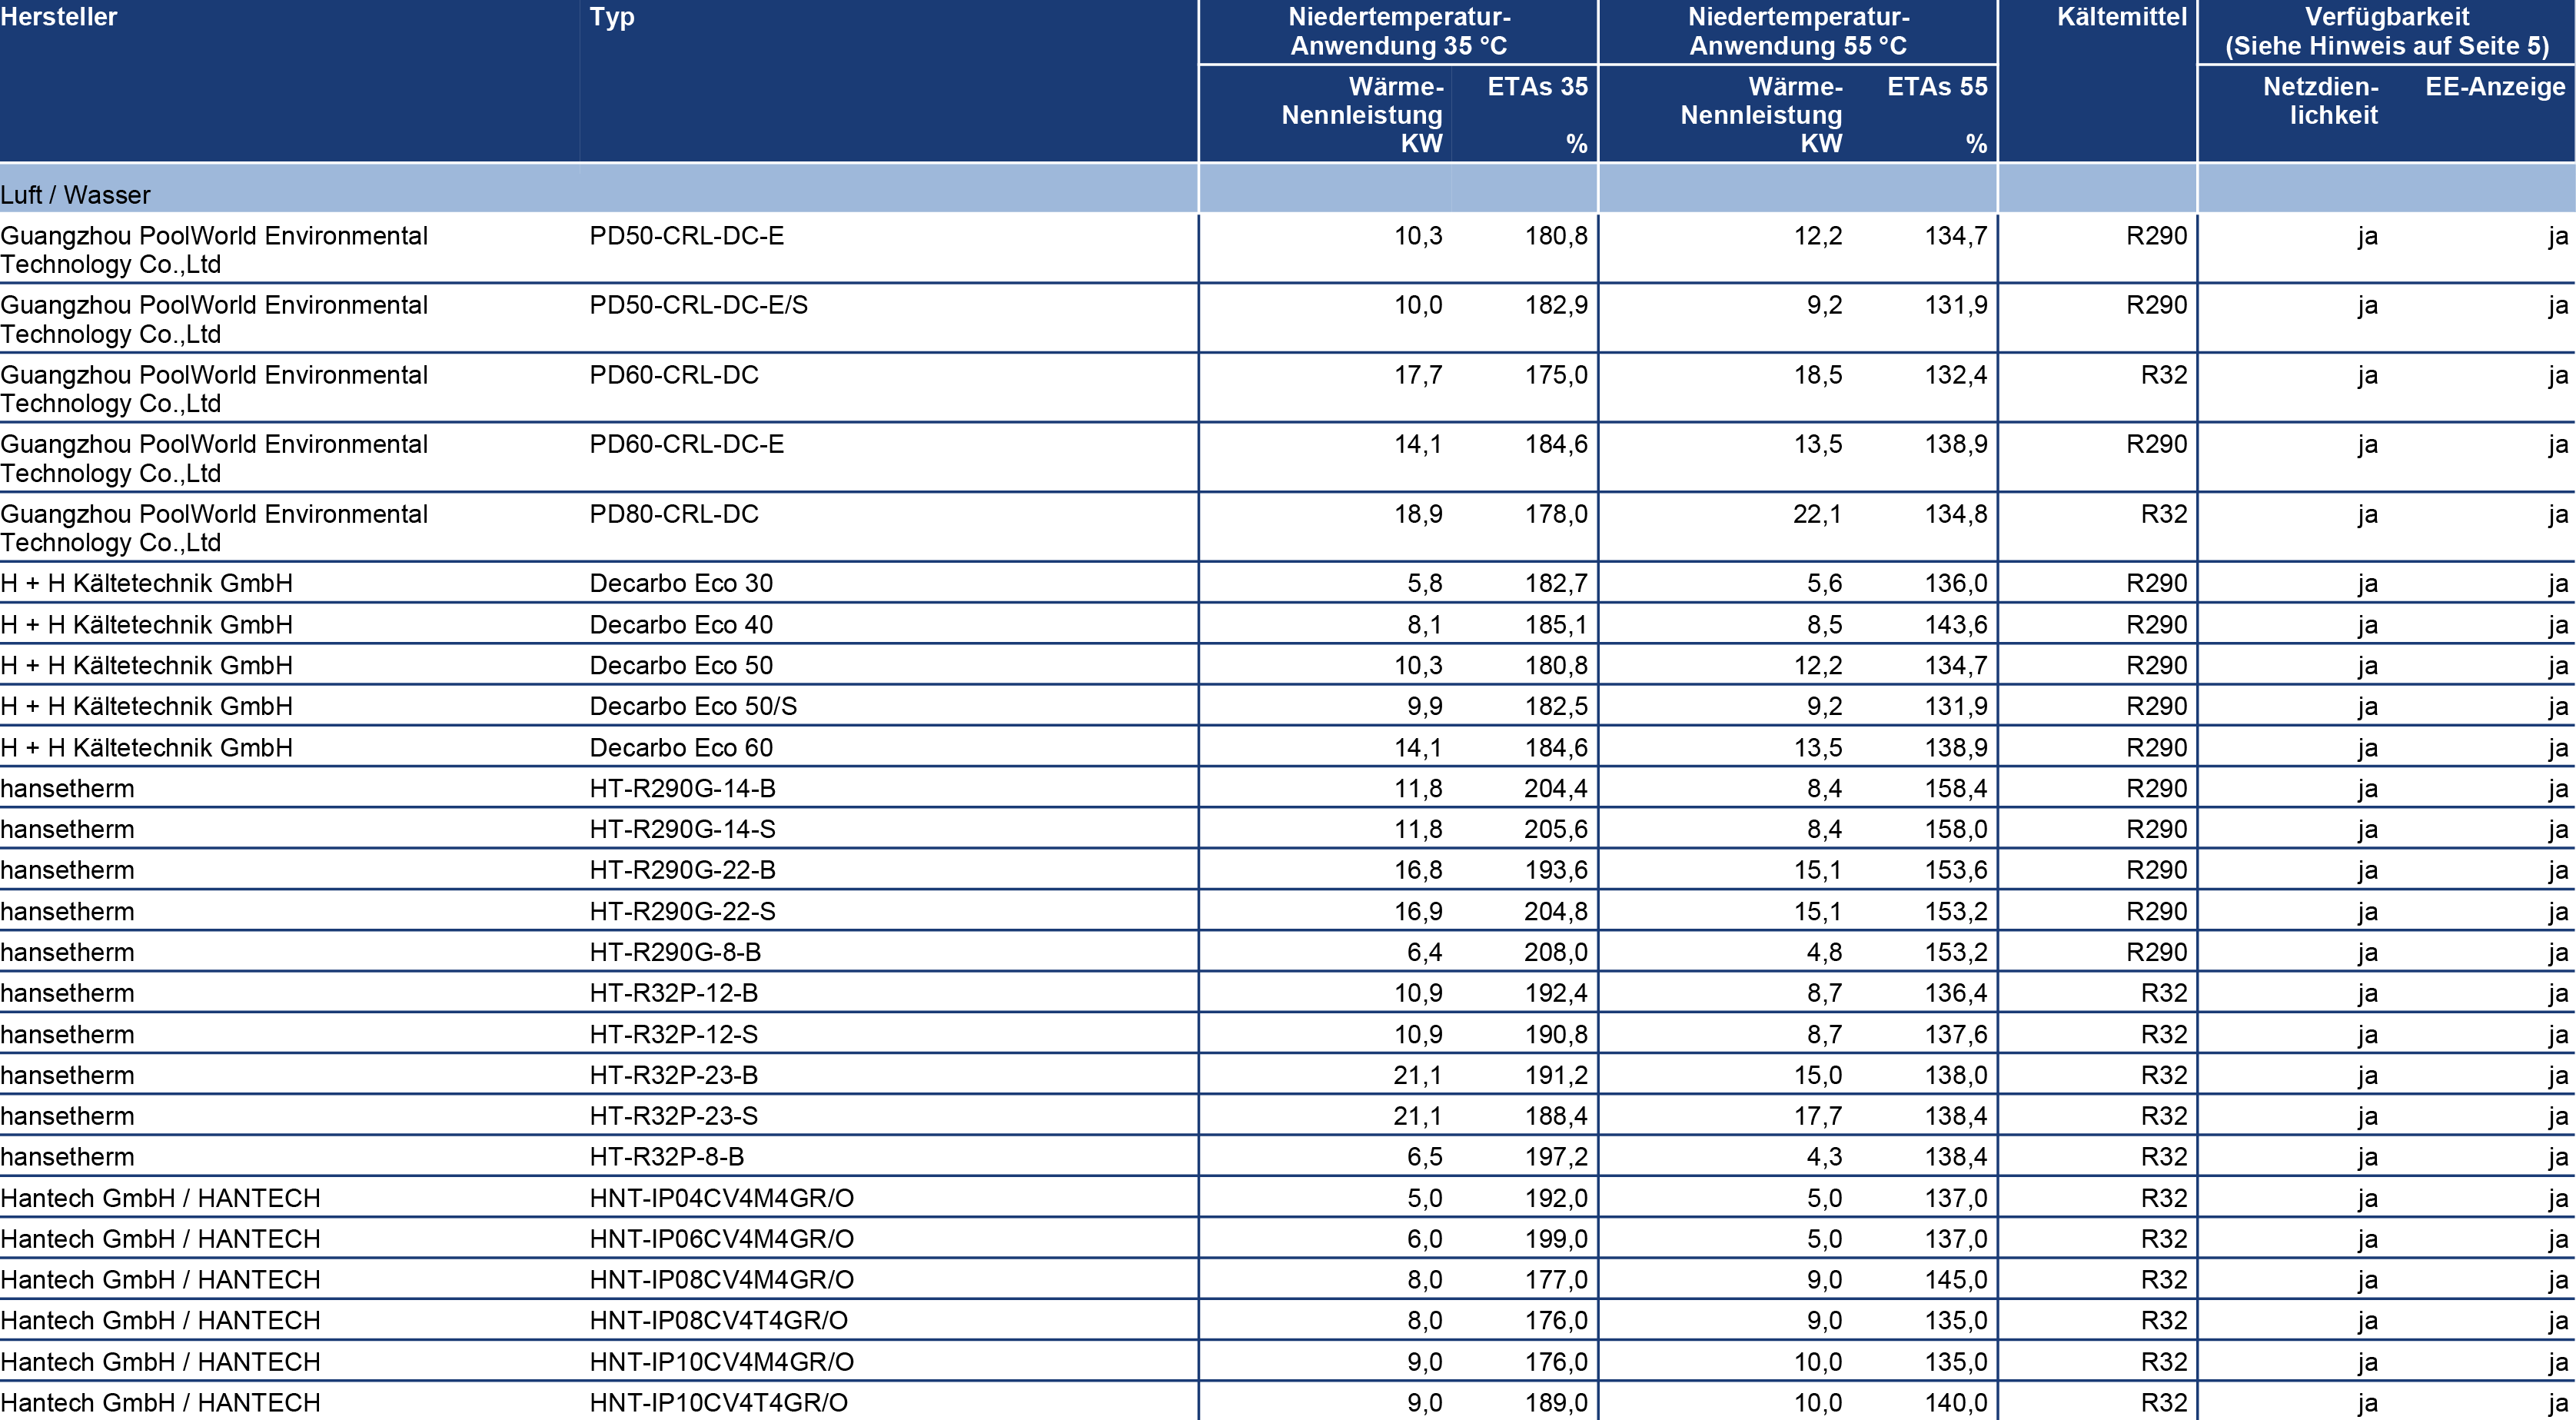 Hersteller Typ Niedertemperatur- Niedertemperatur- Kältemittel Verfügbarkeit
Anwendung 35 °C Anwendung 55 °C (Siehe Hinweis auf Seite 5)
Wärme- ETAs 35 Wärme- ETAs 55 Netzdien- EE-Anzeige
Nennleistung Nennleistung lichkeit
KW % KW %
Luft / Wasser
Guangzhou PoolWorld Environmental PD50-CRL-DC-E 10,3 180,8 12,2 134,7 R290 ja ja
Technology Co.,Ltd
Guangzhou PoolWorld Environmental PD50-CRL-DC-E/S 10,0 182,9 9,2 131,9 R290 ja ja
Technology Co.,Ltd
Guangzhou PoolWorld Environmental PD60-CRL-DC 17,7 175,0 18,5 132,4 R32 ja ja
Technology Co.,Ltd
Guangzhou PoolWorld Environmental PD60-CRL-DC-E 14,1 184,6 13,5 138,9 R290 ja ja
Technology Co.,Ltd
Guangzhou PoolWorld Environmental PD80-CRL-DC 18,9 178,0 22,1 134,8 R32 ja ja
Technology Co.,Ltd
H + H Kältetechnik GmbH Decarbo Eco 30 5,8 182,7 5,6 136,0 R290 ja ja
H + H Kältetechnik GmbH Decarbo Eco 40 8,1 185,1 8,5 143,6 R290 ja ja
H + H Kältetechnik GmbH Decarbo Eco 50 10,3 180,8 12,2 134,7 R290 ja ja
H + H Kältetechnik GmbH Decarbo Eco 50/S 9,9 182,5 9,2 131,9 R290 ja ja
H + H Kältetechnik GmbH Decarbo Eco 60 14,1 184,6 13,5 138,9 R290 ja ja
hansetherm HT-R290G-14-B 11,8 204,4 8,4 158,4 R290 ja ja
hansetherm HT-R290G-14-S 11,8 205,6 8,4 158,0 R290 ja ja
hansetherm HT-R290G-22-B 16,8 193,6 15,1 153,6 R290 ja ja
hansetherm HT-R290G-22-S 16,9 204,8 15,1 153,2 R290 ja ja
hansetherm HT-R290G-8-B 6,4 208,0 4,8 153,2 R290 ja ja
hansetherm HT-R32P-12-B 10,9 192,4 8,7 136,4 R32 ja ja
hansetherm HT-R32P-12-S 10,9 190,8 8,7 137,6 R32 ja ja
hansetherm HT-R32P-23-B 21,1 191,2 15,0 138,0 R32 ja ja
hansetherm HT-R32P-23-S 21,1 188,4 17,7 138,4 R32 ja ja
hansetherm HT-R32P-8-B 6,5 197,2 4,3 138,4 R32 ja ja
Hantech GmbH / HANTECH HNT-IP04CV4M4GR/O 5,0 192,0 5,0 137,0 R32 ja ja
Hantech GmbH / HANTECH HNT-IP06CV4M4GR/O 6,0 199,0 5,0 137,0 R32 ja ja
Hantech GmbH / HANTECH HNT-IP08CV4M4GR/O 8,0 177,0 9,0 145,0 R32 ja ja
Hantech GmbH / HANTECH HNT-IP08CV4T4GR/O 8,0 176,0 9,0 135,0 R32 ja ja
Hantech GmbH / HANTECH HNT-IP10CV4M4GR/O 9,0 176,0 10,0 135,0 R32 ja ja
Hantech GmbH / HANTECH HNT-IP10CV4T4GR/O 9,0 189,0 10,0 140,0 R32 ja ja